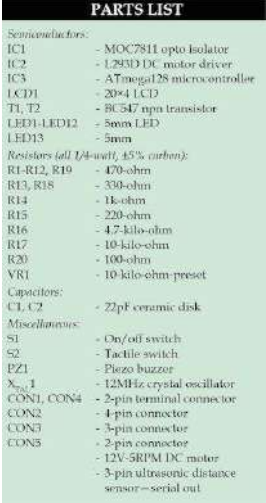 PARTS LIST
Semiconductors:
IC1 - MOC7811 opto isolator
IC2 - L293D DC motor driver
IC3 - ATmega128 microcontroller
LCD1 - 20×4 LCD
T1, T2 - BC547 npn transistor
LED1-LED12 - 5mm LED
LED13 - 5mm
Resistors (all 1/4-watt, ±5% carbon):
R1-R12, R19 - 470-ohm
R13, R18 - 330-ohm
R14 - 1k-ohm
R15 - 220-ohm
R16 - 4.7-kilo-ohm
R17 - 10-kilo-ohm
R20 - 100-ohm
VR1 - 10-kilo-ohm-preset
Capacitors:
C1, C2 - 22pF ceramic disk
Miscellaneous:
S1 - On/off switch
S2 - Tactile switch
PZ1 - Piezo buzzer
XTAL1 - 12MHz crystal oscillator
CON1, CON4 - 2-pin terminal connector
CON2 - 4-pin connector
CON3 - 3-pin connector
CON5 - 2-pin connector
- 12V-5RPM DC motor
- 3-pin ultrasonic distance
sensor—serial out